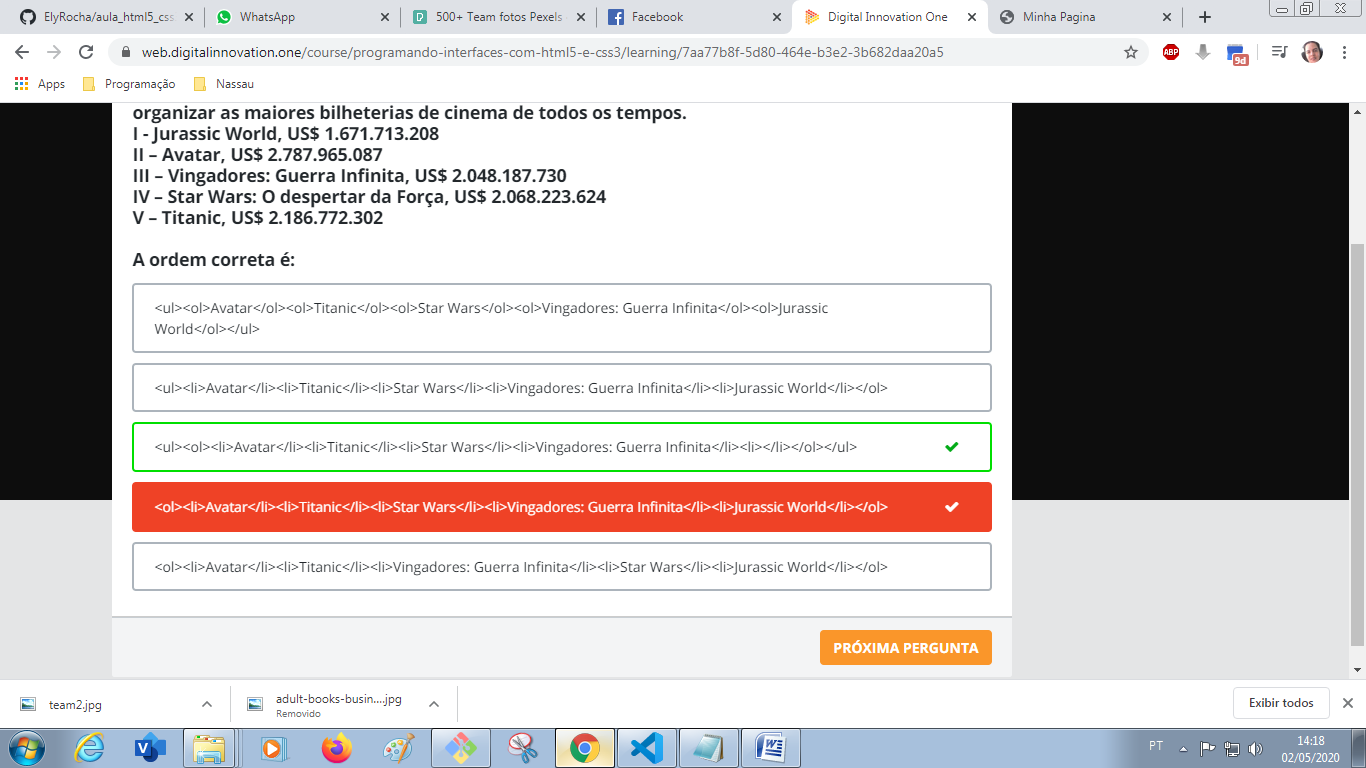 ElyRocha/aula_html5_css
WhatsApp
500+ Team fotos Pexels
Facebook
Digital Innovation One
Minha Pagina
web.digitalinnovation.one/course/programando-interfaces-com-html5-e-css3/learning/7aa77b8f-5d80-464e-b3e2-3b682daa20a5
ABP
9d
Apps
Programação
Nassau
organizar as maiores bilheterias de cinema de todos os tempos.
I - Jurassic World, US$ 1.671.713.208
II – Avatar, US$ 2.787.965.087
III – Vingadores: Guerra Infinita, US$ 2.048.187.730
IV – Star Wars: O despertar da Força, US$ 2.068.223.624
V – Titanic, US$ 2.186.772.302
A ordem correta é:
<ul><ol>Avatar</ol><ol>Titanic</ol><ol>Star Wars</ol><ol>Vingadores: Guerra Infinita</ol><ol>Jurassic
World</ol></ul>
<ul><li>Avatar</li><li>Titanic</li><li>Star Wars</li><li>Vingadores: Guerra Infinita</li><li>Jurassic World</li></ol>
<ul><ol><li>Avatar</li><li>Titanic</li><li>Star Wars</li><li>Vingadores: Guerra Infinita</li><li></li></ol></ul>
<ol><li>Avatar</li><li>Titanic</li><li>Star Wars</li><li>Vingadores: Guerra Infinita</li><li>Jurassic World</li></ol>
<ol><li>Avatar</li><li>Titanic</li><li>Vingadores: Guerra Infinita</li><li>Star Wars</li><li>Jurassic World</li></ol>
PRÓXIMA PERGUNTA
team2.jpg
adult-books-busin....jpg
Removido
Exibir todos
PT
14:18
02/05/2020